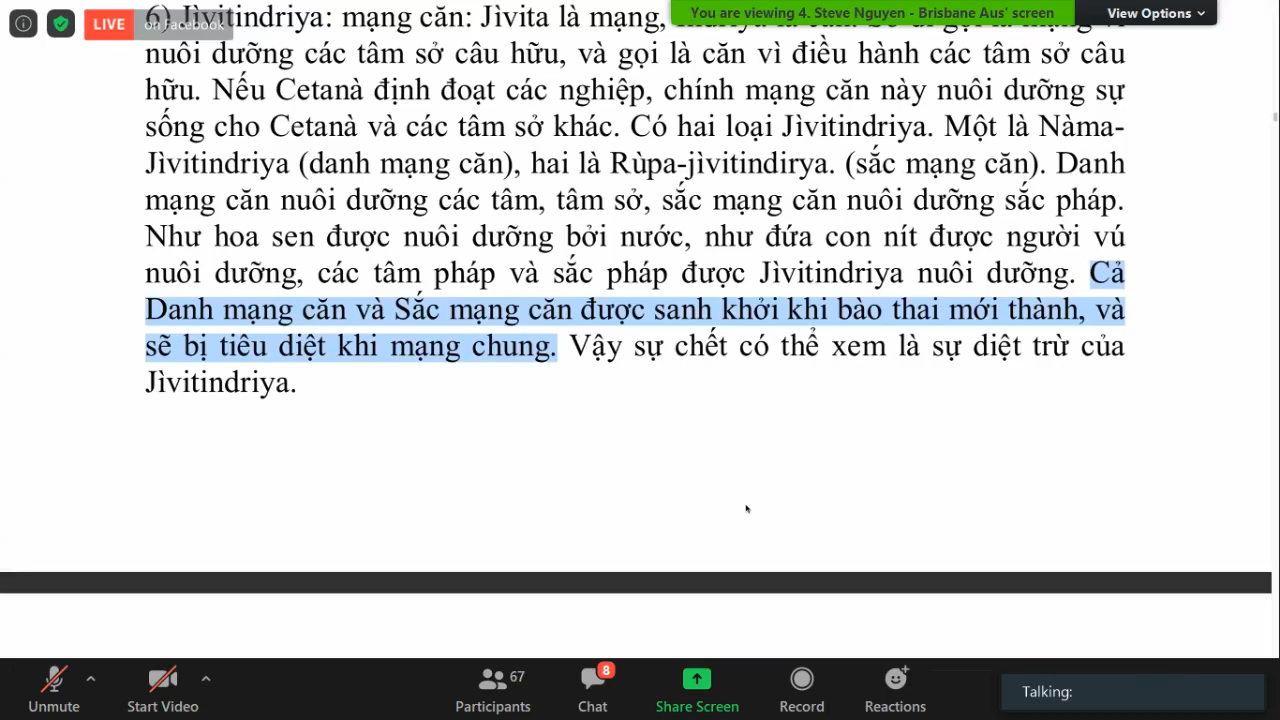 You are viewing 4. Steve Nguyen - Brisbane Aus' screen
View Options
LIVE on Facebook
6) Jìvitindriya: mạng căn: Jìvita là mạng,
nuôi dưỡng các tâm sở câu hữu, và gọi là căn vì điều hành các tâm sở câu
hữu. Nếu Cetanà định đoạt các nghiệp, chính mạng căn này nuôi dưỡng sự
sống cho Cetanà và các tâm sở khác. Có hai loại Jìvitindriya. Một là Nàma-
Jìvitindriya (danh mạng căn), hai là Rùpa-jìvitindirya. (sắc mạng căn). Danh
mạng căn nuôi dưỡng các tâm, tâm sở, sắc mạng căn nuôi dưỡng sắc pháp.
Như hoa sen được nuôi dưỡng bởi nước, như đứa con nít được người vú
nuôi dưỡng, các tâm pháp và sắc pháp được Jìvitindriya nuôi dưỡng. Cả
Danh mạng căn và Sắc mạng căn được sanh khởi khi bào thai mới thành, và
sẽ bị tiêu diệt khi mạng chung. Vậy sự chết có thể xem là sự diệt trừ của
Jìvitindriya.
67
8
Unmute
Start Video
Participants
Chat
Share Screen
Record
Reactions
Talking: